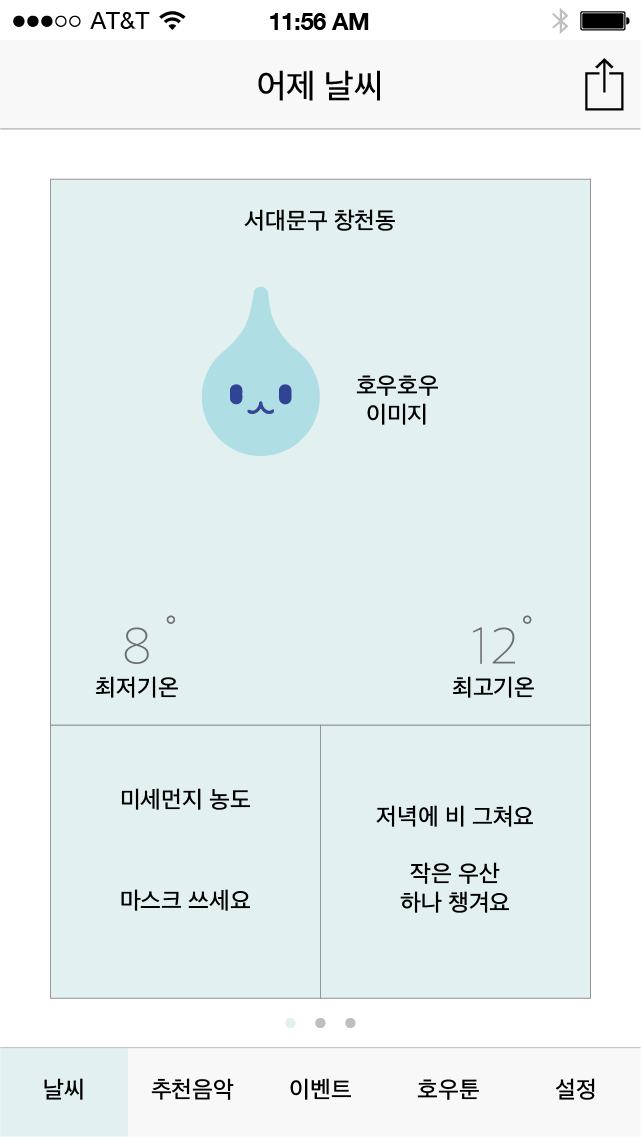 AT&T 11:56 AM
어제 날씨
서대문구 창천동
호우호우
이미지
8° 12°
최저기온 최고기온
미세먼지 농도
마스크 쓰세요
저녁에 비 그쳐요
작은 우산
하나 챙겨요
날씨 추천음악 이벤트 호우툰 설정